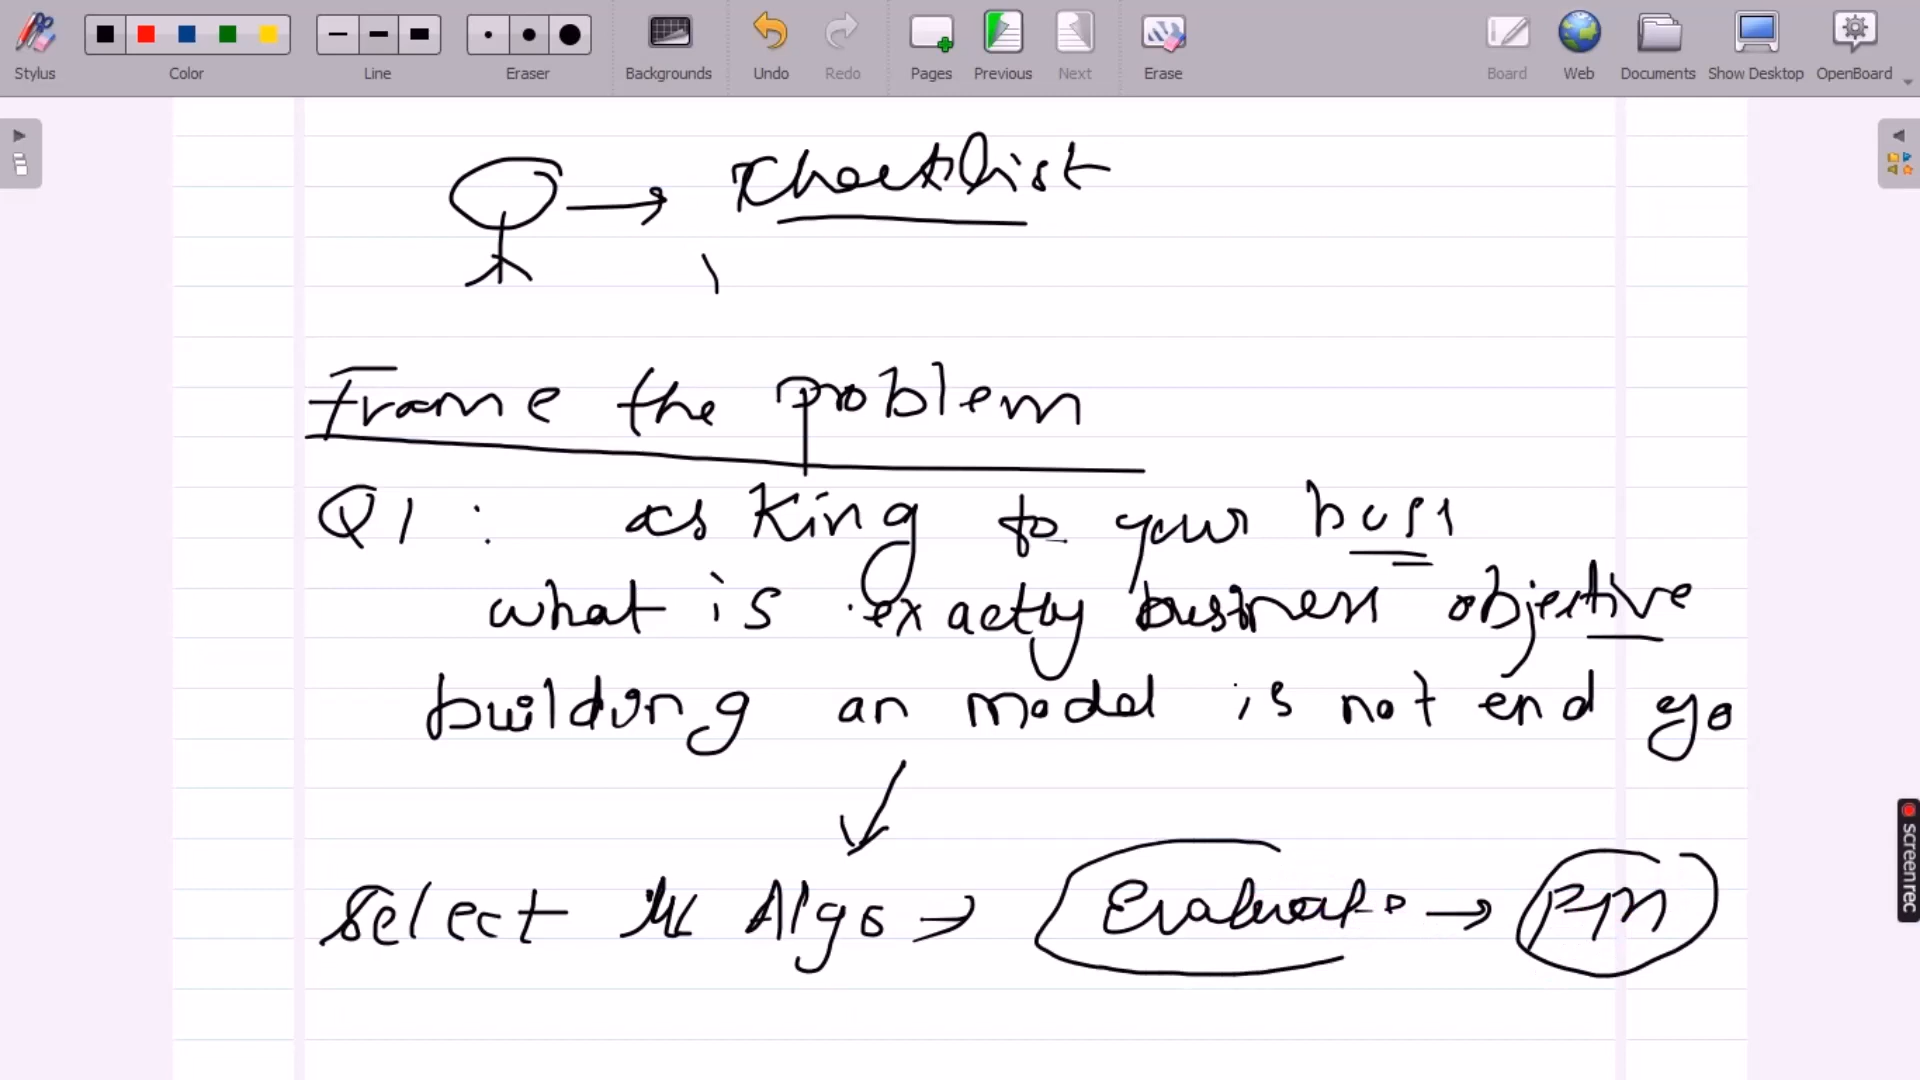 Stylus Color Line Eraser Backgrounds Undo Redo Pages Previous Next Erase Board Web Documents Show Desktop OpenBoard
Checklist
Frame the problem
Q1 : asking to your
what is exactly business objective
building an model is not end go
Select ML Algo → Evaluate → PM
screenrec